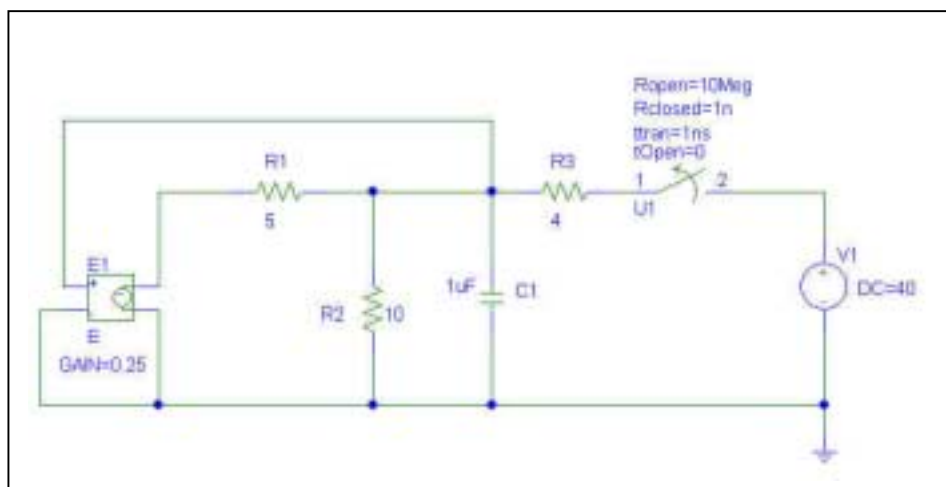 Ropen=10Meg
Rclosed=1n
ttran=1ns
tOpen=0
R1
R3
1
2
U1
5
4
V1
DC=40
E1
+
E
GAIN=0.25
R2
10
1uF
C1